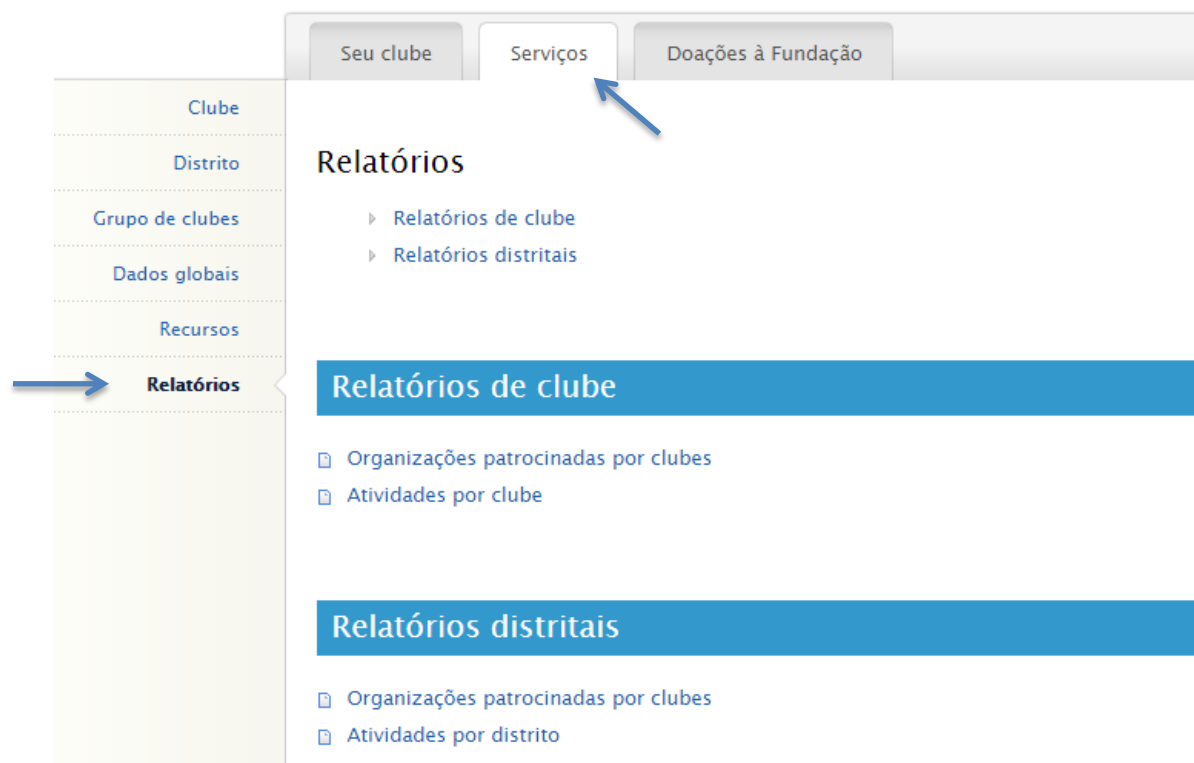 Seu clube
Serviços
Doações à Fundação
Clube
Distrito
Grupo de clubes
Dados globais
Recursos
Relatórios
Relatórios
Relatórios de clube
Relatórios distritais
Relatórios de clube
Organizações patrocinadas por clubes
Atividades por clube
Relatórios distritais
Organizações patrocinadas por clubes
Atividades por distrito